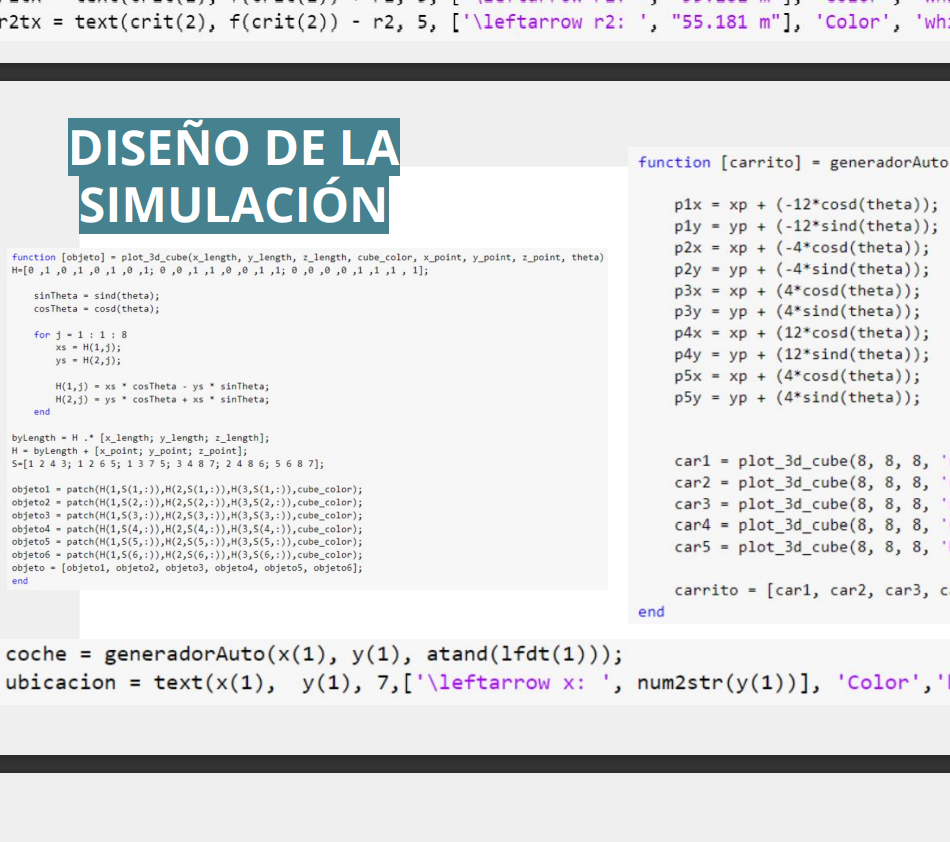 r2tx = text(crit(2), f(crit(2)) - r2, 5, ['\leftarrow r2: ', "55.181 m"], 'Color', 'whi
DISEÑO DE LA
SIMULACIÓN
function [objeto] = plot_3d_cube(x_length, y_length, z_length, cube_color, x_point, y_point, z_point, theta)
H=[0 ,1 ,0 ,1 ,0 ,1 ,0 ,1; 0 ,0 ,1 ,1 ,0 ,0 ,1 ,1; 0 ,0 ,0 ,0 ,1 ,1 ,1 , 1];
sinTheta = sind(theta);
cosTheta = cosd(theta);
for j = 1 : 1 : 8
xs = H(1,j);
ys = H(2,j);
H(1,j) = xs * cosTheta - ys * sinTheta;
H(2,j) = ys * cosTheta + xs * sinTheta;
end
byLength = H .* [x_length; y_length; z_length];
H = byLength + [x_point; y_point; z_point];
S=[1 2 4 3; 1 2 6 5; 1 3 7 5; 3 4 8 7; 2 4 8 6; 5 6 8 7];
objeto1 = patch(H(1,S(1,:)),H(2,S(1,:)),H(3,S(1,:)),cube_color);
objeto2 = patch(H(1,S(2,:)),H(2,S(2,:)),H(3,S(2,:)),cube_color);
objeto3 = patch(H(1,S(3,:)),H(2,S(3,:)),H(3,S(3,:)),cube_color);
objeto4 = patch(H(1,S(4,:)),H(2,S(4,:)),H(3,S(4,:)),cube_color);
objeto5 = patch(H(1,S(5,:)),H(2,S(5,:)),H(3,S(5,:)),cube_color);
objeto6 = patch(H(1,S(6,:)),H(2,S(6,:)),H(3,S(6,:)),cube_color);
objeto = [objeto1, objeto2, objeto3, objeto4, objeto5, objeto6];
end
function [carrito] = generadorAuto
p1x = xp + (-12*cosd(theta));
p1y = yp + (-12*sind(theta));
p2x = xp + (-4*cosd(theta));
p2y = yp + (-4*sind(theta));
p3x = xp + (4*cosd(theta));
p3y = yp + (4*sind(theta));
p4x = xp + (12*cosd(theta));
p4y = yp + (12*sind(theta));
p5x = xp + (4*cosd(theta));
p5y = yp + (4*sind(theta));
car1 = plot_3d_cube(8, 8, 8, '
car2 = plot_3d_cube(8, 8, 8, '
car3 = plot_3d_cube(8, 8, 8, '
car4 = plot_3d_cube(8, 8, 8, '
car5 = plot_3d_cube(8, 8, 8, '
carrito = [car1, car2, car3, c
end
coche = generadorAuto(x(1), y(1), atand(lfdt(1)));
ubicacion = text(x(1),  y(1), 7,['\leftarrow x: ', num2str(y(1))], 'Color','